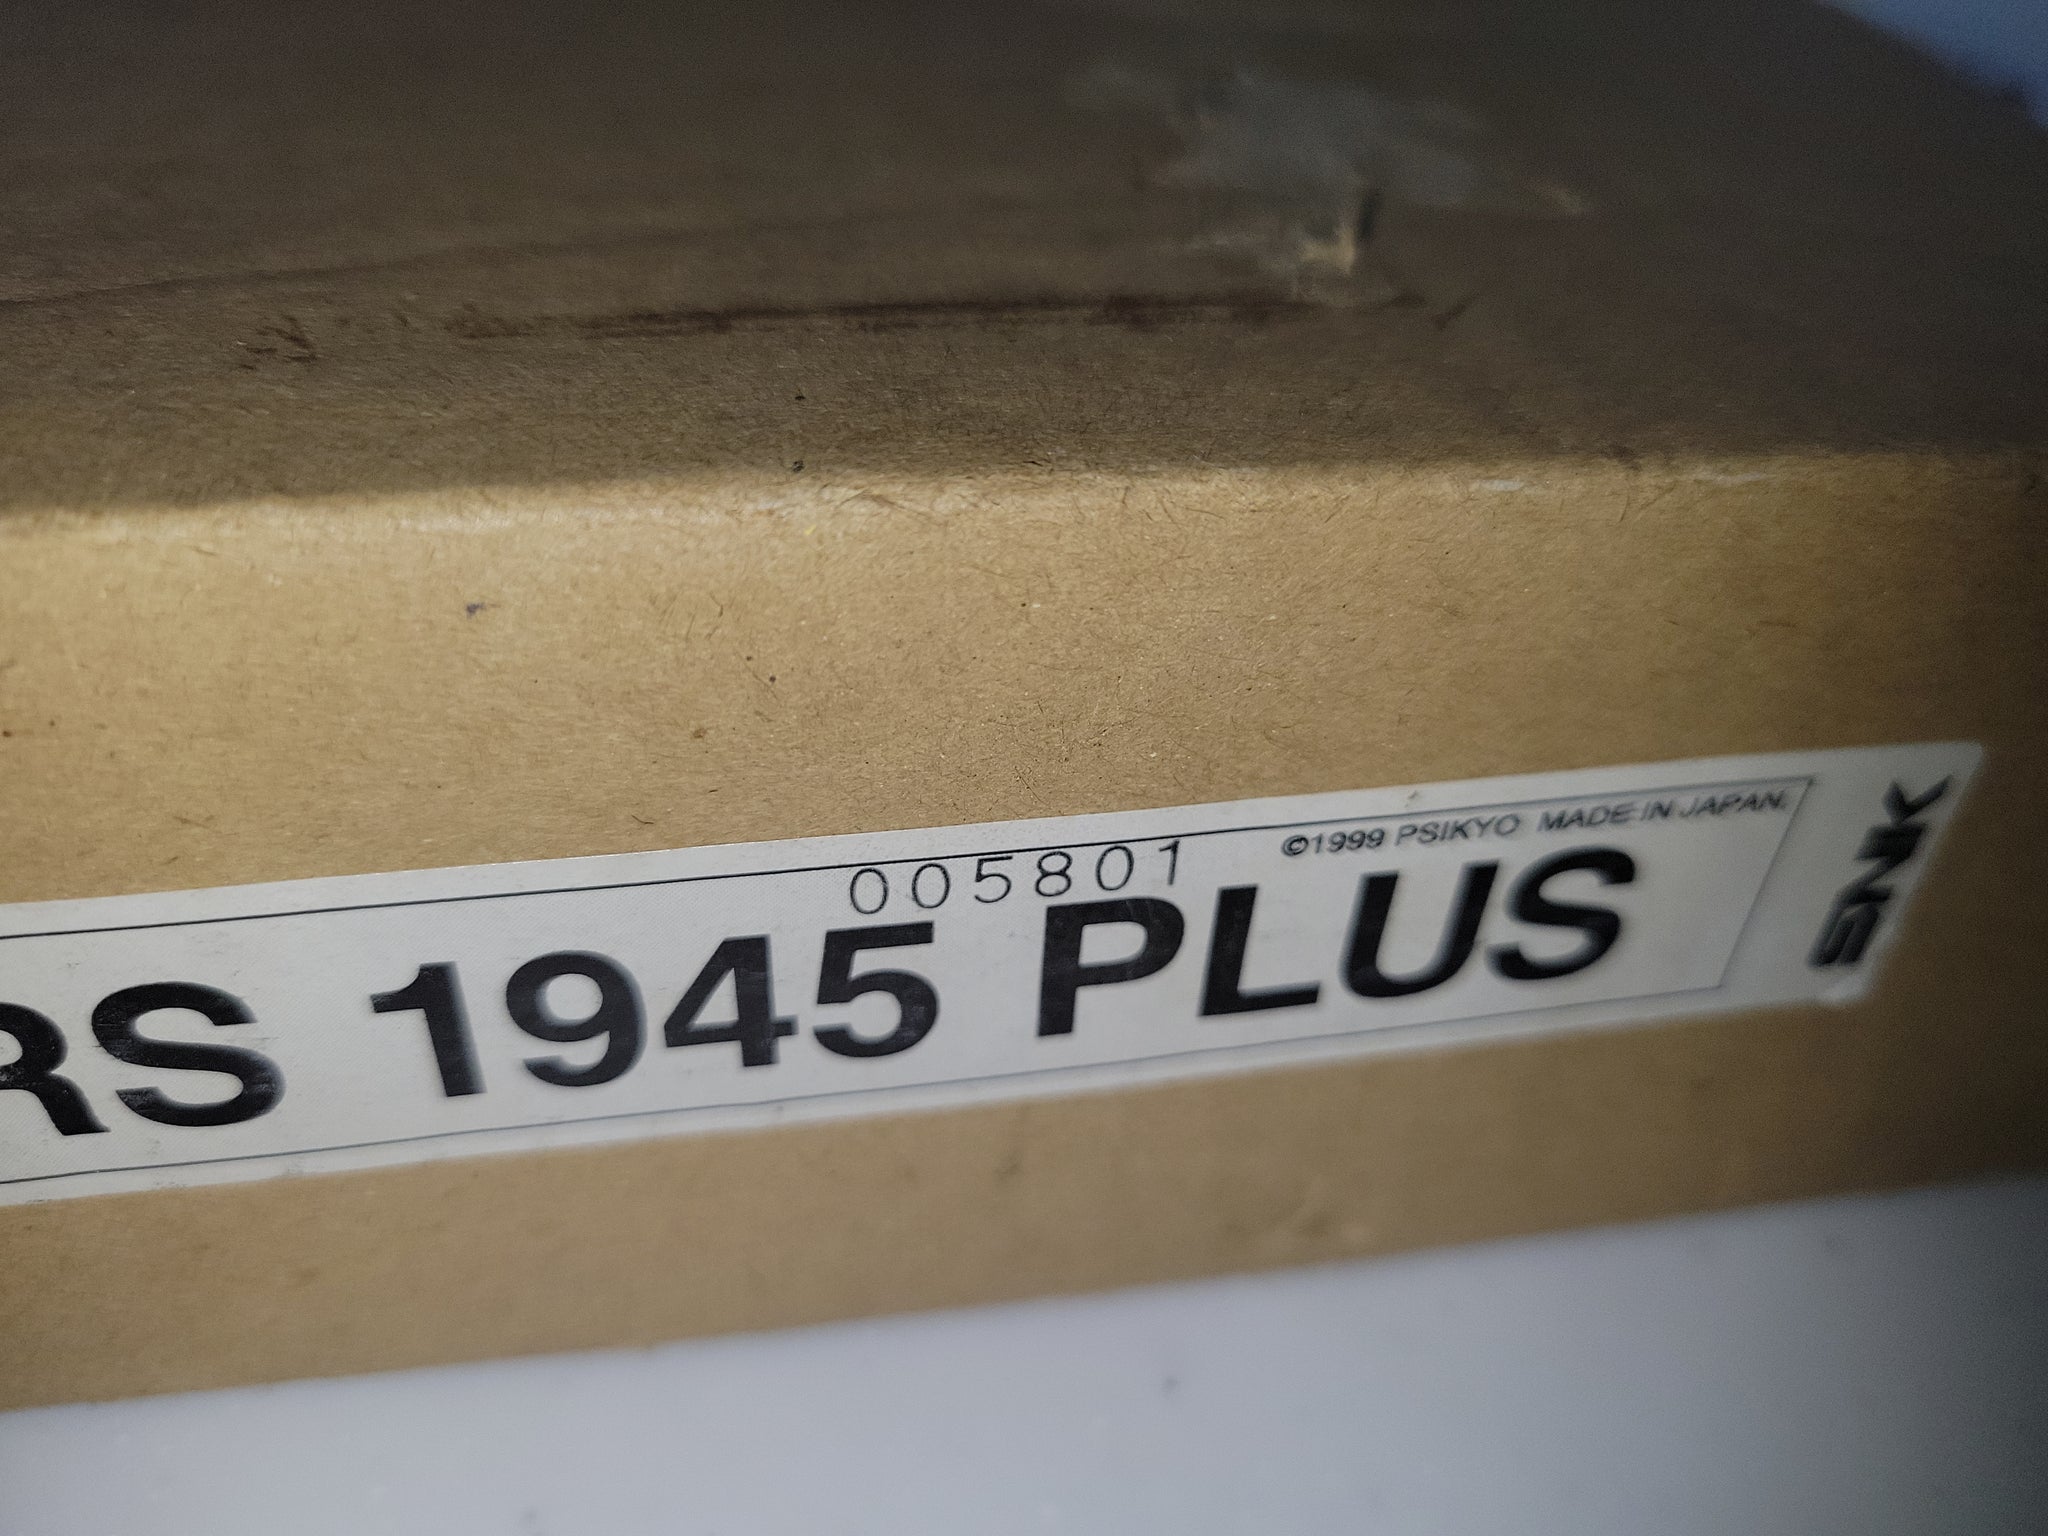 005801
©1999 PSIKYO MADE IN JAPAN.
RS 1945 PLUS
SNK